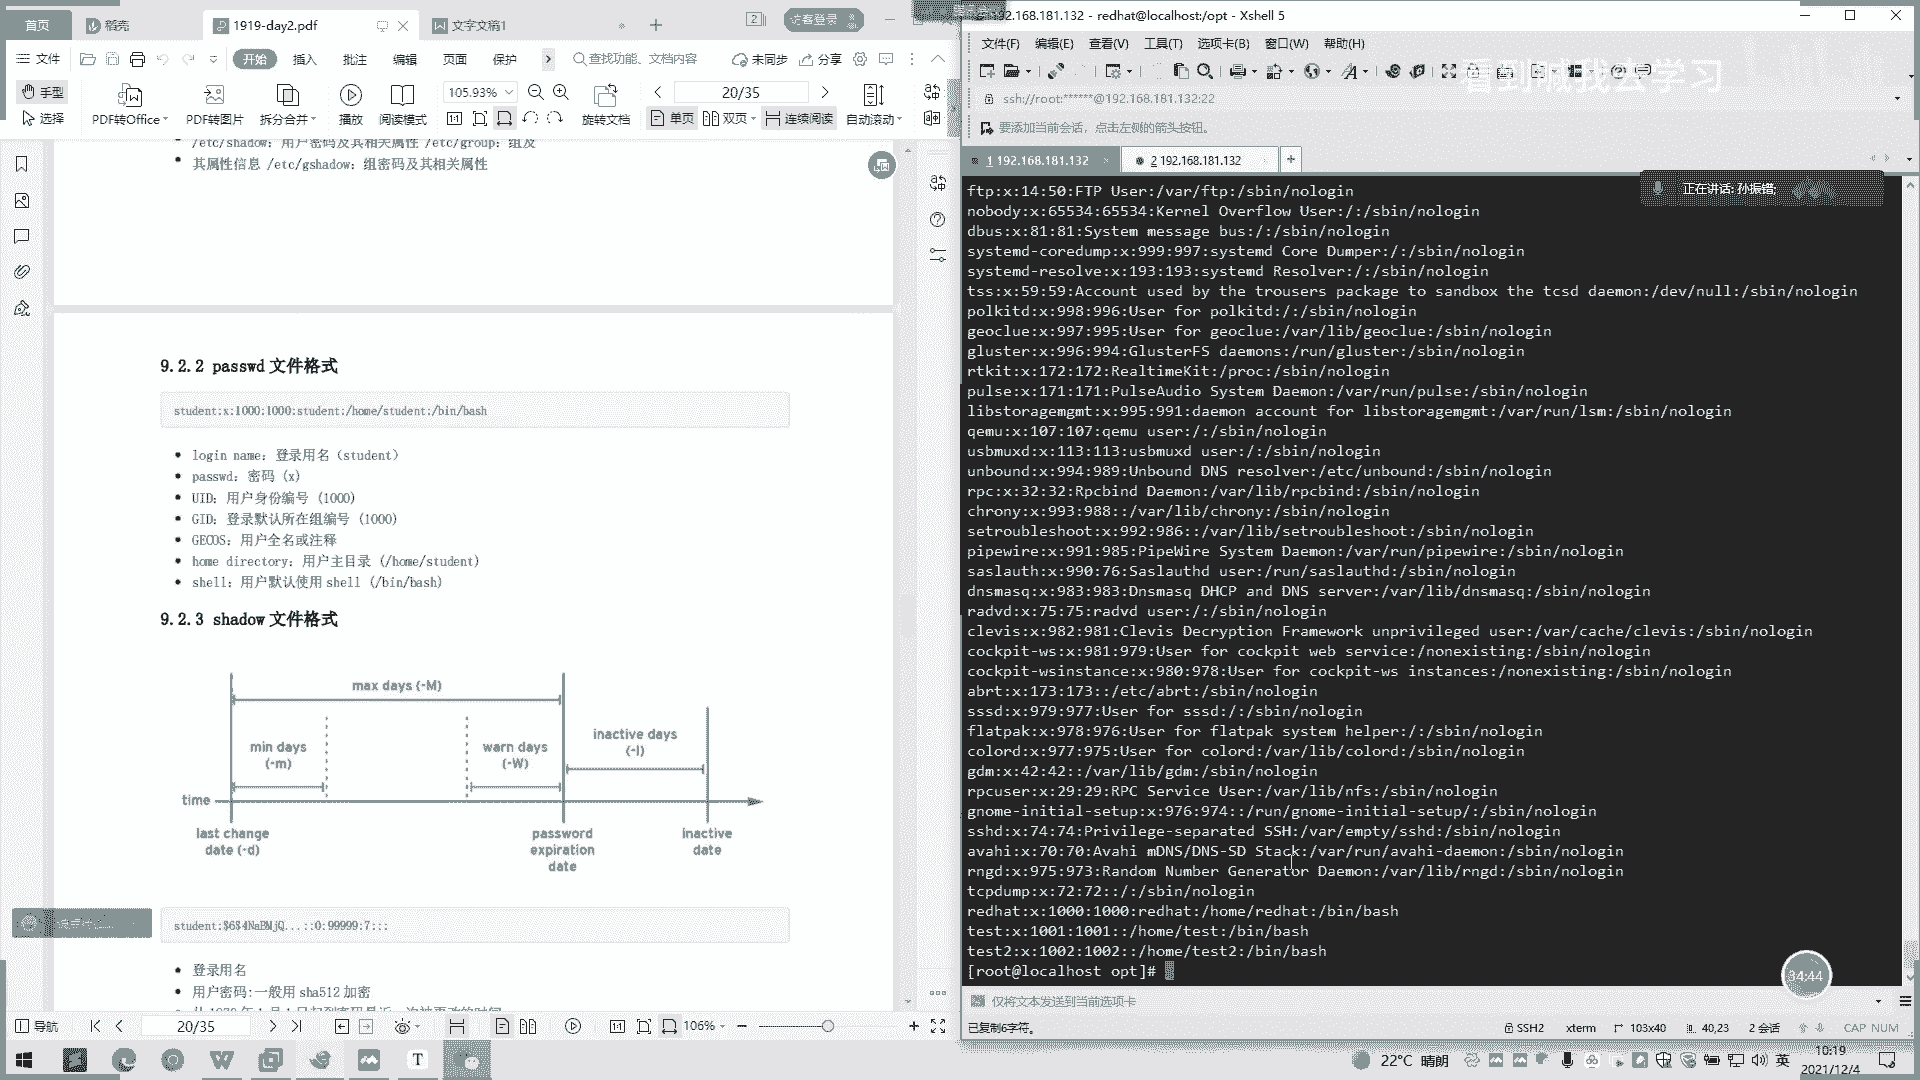 首页
稻壳
1919-day2.pdf
文字文稿1
访客登录
文件
开始
插入
批注
编辑
页面
保护
查找功能、文档内容
未同步
分享
手型
选择
PDF转Office
PDF转图片
拆分合并
播放
阅读模式
105.93%
旋转文档
20/35
单页
双页
连续阅读
自动滚动
/etc/shadow：用户密码及其相关属性 /etc/group：组及
其属性信息 /etc/gshadow：组密码及其相关属性
9.2.2 passwd 文件格式
student:x:1000:1000:student:/home/student:/bin/bash
login name：登录用名（student）
passwd：密码 (x)
UID：用户身份编号 (1000)
GID：登录默认所在组编号 (1000)
GECOS：用户全名或注释
home directory：用户主目录 (/home/student)
shell：用户默认使用 shell (/bin/bash)
9.2.3 shadow 文件格式
max days (-M)
min days
(-m)
warn days
(-W)
inactive days
(-I)
time
last change
date (-d)
password
expiration
date
inactive
date
student:$6$4NaBMjQ...::0:99999:7:::
登录用名
用户密码:一般用 sha512 加密
导航
20/35
106%
192.168.181.132 - redhat@localhost:/opt - Xshell 5
文件(F) 编辑(E) 查看(V) 工具(T) 选项卡(B) 窗口(W) 帮助(H)
看到喊我去学习
ssh://root:******@192.168.181.132:22
要添加当前会话，点击左侧的箭头按钮。
1 192.168.181.132
2 192.168.181.132
正在讲话: 孙振锴;
ftp:x:14:50:FTP User:/var/ftp:/sbin/nologin
nobody:x:65534:65534:Kernel Overflow User:/:/sbin/nologin
dbus:x:81:81:System message bus:/:/sbin/nologin
systemd-coredump:x:999:997:systemd Core Dumper:/:/sbin/nologin
systemd-resolve:x:193:193:systemd Resolver:/:/sbin/nologin
tss:x:59:59:Account used by the trousers package to sandbox the tcsd daemon:/dev/null:/sbin/nologin
polkitd:x:998:996:User for polkitd:/:/sbin/nologin
geoclue:x:997:995:User for geoclue:/var/lib/geoclue:/sbin/nologin
gluster:x:996:994:GlusterFS daemons:/run/gluster:/sbin/nologin
rtkit:x:172:172:RealtimeKit:/proc:/sbin/nologin
pulse:x:171:171:PulseAudio System Daemon:/var/run/pulse:/sbin/nologin
libstoragemgmt:x:995:991:daemon account for libstoragemgmt:/var/run/lsm:/sbin/nologin
qemu:x:107:107:qemu user:/:/sbin/nologin
usbmuxd:x:113:113:usbmuxd user:/:/sbin/nologin
unbound:x:994:989:Unbound DNS resolver:/etc/unbound:/sbin/nologin
rpc:x:32:32:Rpcbind Daemon:/var/lib/rpcbind:/sbin/nologin
chrony:x:993:988::/var/lib/chrony:/sbin/nologin
setroubleshoot:x:992:986::/var/lib/setroubleshoot:/sbin/nologin
pipewire:x:991:985:PipeWire System Daemon:/var/run/pipewire:/sbin/nologin
saslauth:x:990:76:Saslauthd user:/run/saslauthd:/sbin/nologin
dnsmasq:x:983:983:Dnsmasq DHCP and DNS server:/var/lib/dnsmasq:/sbin/nologin
radvd:x:75:75:radvd user:/:/sbin/nologin
clevis:x:982:981:Clevis Decryption Framework unprivileged user:/var/cache/clevis:/sbin/nologin
cockpit-ws:x:981:979:User for cockpit web service:/nonexisting:/sbin/nologin
cockpit-wsinstance:x:980:978:User for cockpit-ws instances:/nonexisting:/sbin/nologin
abrt:x:173:173::/etc/abrt:/sbin/nologin
sssd:x:979:977:User for sssd:/:/sbin/nologin
flatpak:x:978:976:User for flatpak system helper:/:/sbin/nologin
colord:x:977:975:User for colord:/var/lib/colord:/sbin/nologin
gdm:x:42:42::/var/lib/gdm:/sbin/nologin
rpcuser:x:29:29:RPC Service User:/var/lib/nfs:/sbin/nologin
gnome-initial-setup:x:976:974::/run/gnome-initial-setup/:/sbin/nologin
sshd:x:74:74:Privilege-separated SSH:/var/empty/sshd:/sbin/nologin
avahi:x:70:70:Avahi mDNS/DNS-SD Stack:/var/run/avahi-daemon:/sbin/nologin
rngd:x:975:973:Random Number Generator Daemon:/var/lib/rngd:/sbin/nologin
tcpdump:x:72:72::/:/sbin/nologin
redhat:x:1000:1000:redhat:/home/redhat:/bin/bash
test:x:1001:1001::/home/test:/bin/bash
test2:x:1002:1002::/home/test2:/bin/bash
[root@localhost opt]#
34:44
仅将文本发送到当前选项卡
已复制6字符。
SSH2
xterm
103x40
40,23
2 会话
CAP NUM
22°C 晴朗
英
10:19
2021/12/4